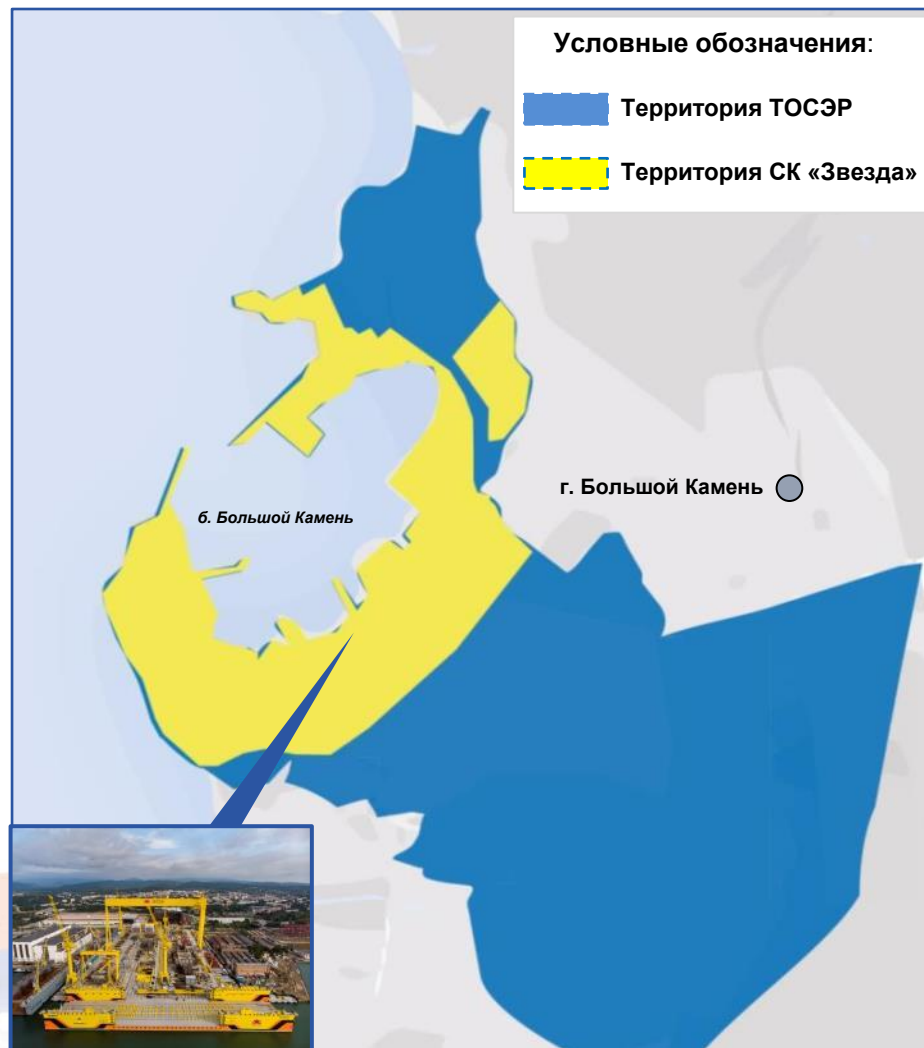 Условные обозначения:
Территория ТОСЭР
Территория СК «Звезда»
г. Большой Камень
б. Большой Камень